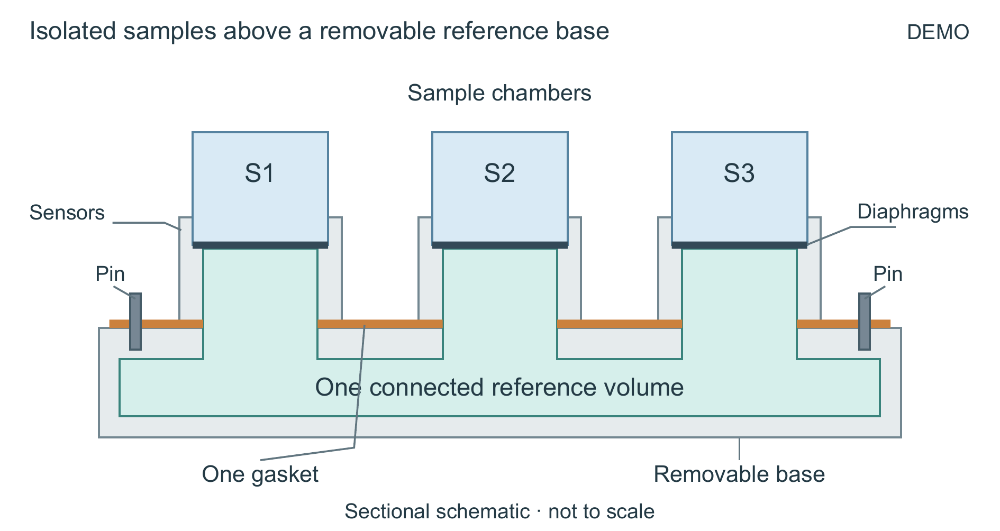 Isolated samples above a removable reference base
DEMO
Sample chambers
S1
S2
S3
Sensors
Diaphragms
Pin
Pin
One connected reference volume
One gasket
Removable base
Sectional schematic · not to scale